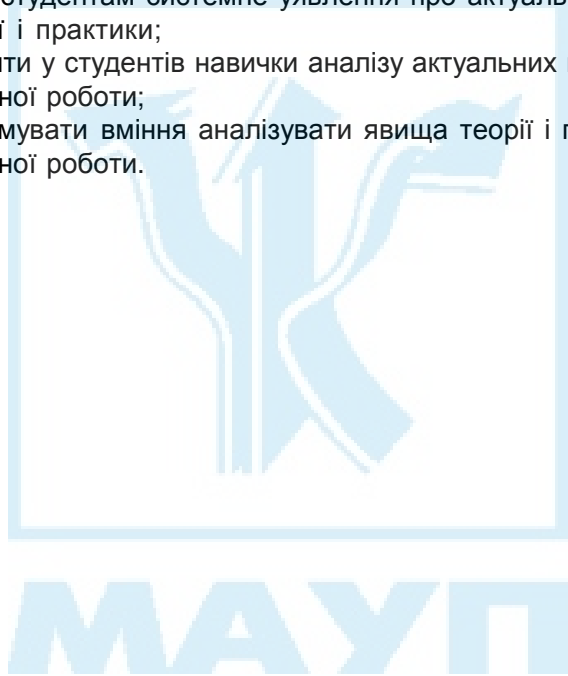 студентам системне уявлення про актуаль
ї і практики;
ти у студентів навички аналізу актуальних
ної роботи;
мувати вміння аналізувати явища теорії і п
ної роботи.
МАУП